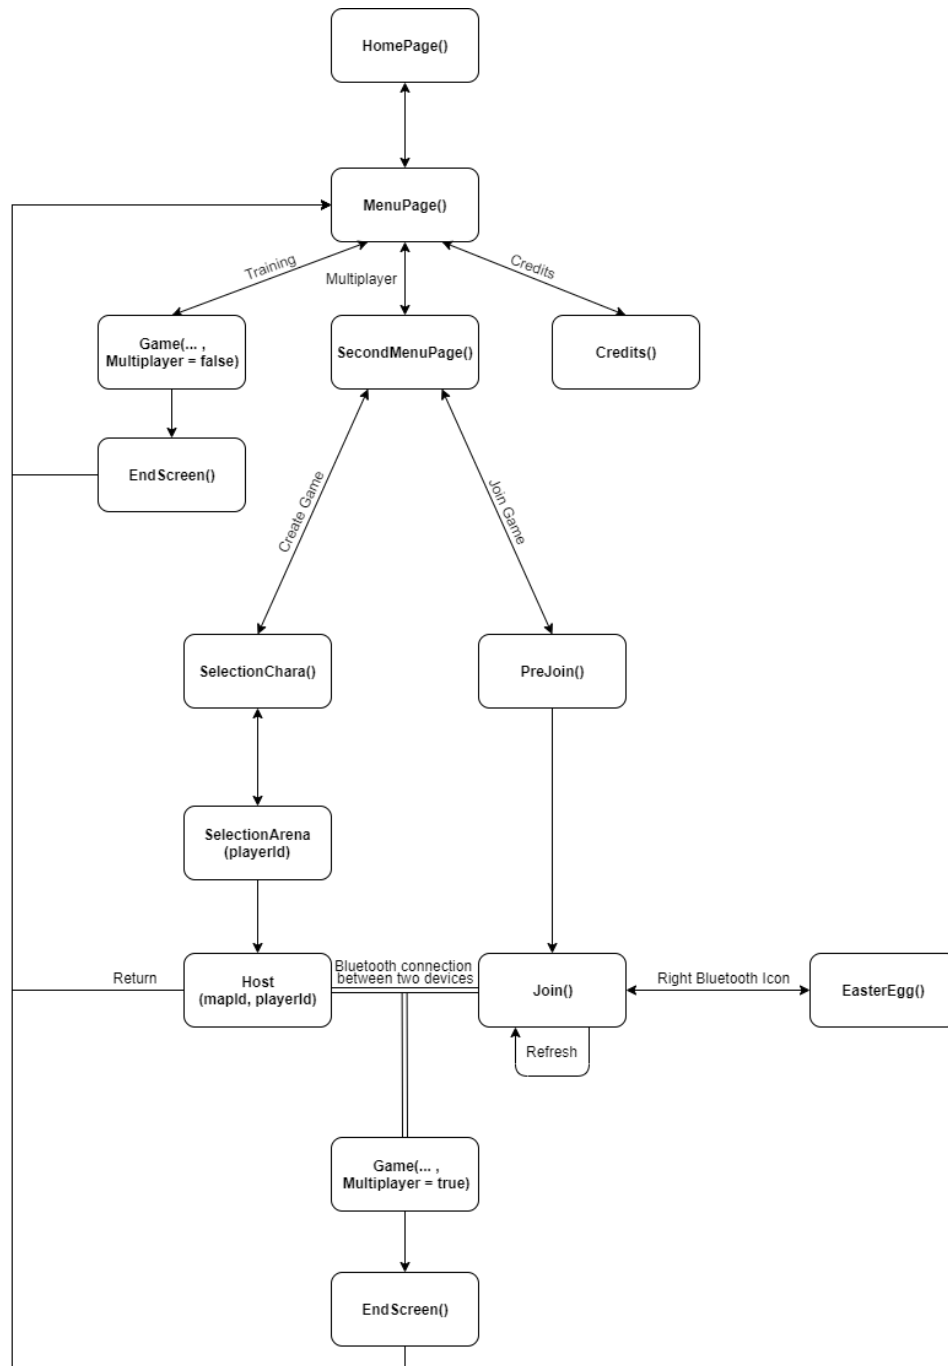 HomePage()
MenuPage()
Training
Multiplayer
Credits
Game(... ,
Multiplayer = false)
SecondMenuPage()
Credits()
EndScreen()
Create Game
Join Game
SelectionChara()
PreJoin()
SelectionArena
(playerId)
Return
Host
(mapId, playerId)
Bluetooth connection
between two devices
Join()
Right Bluetooth Icon
EasterEgg()
Refresh
Game(... ,
Multiplayer = true)
EndScreen()